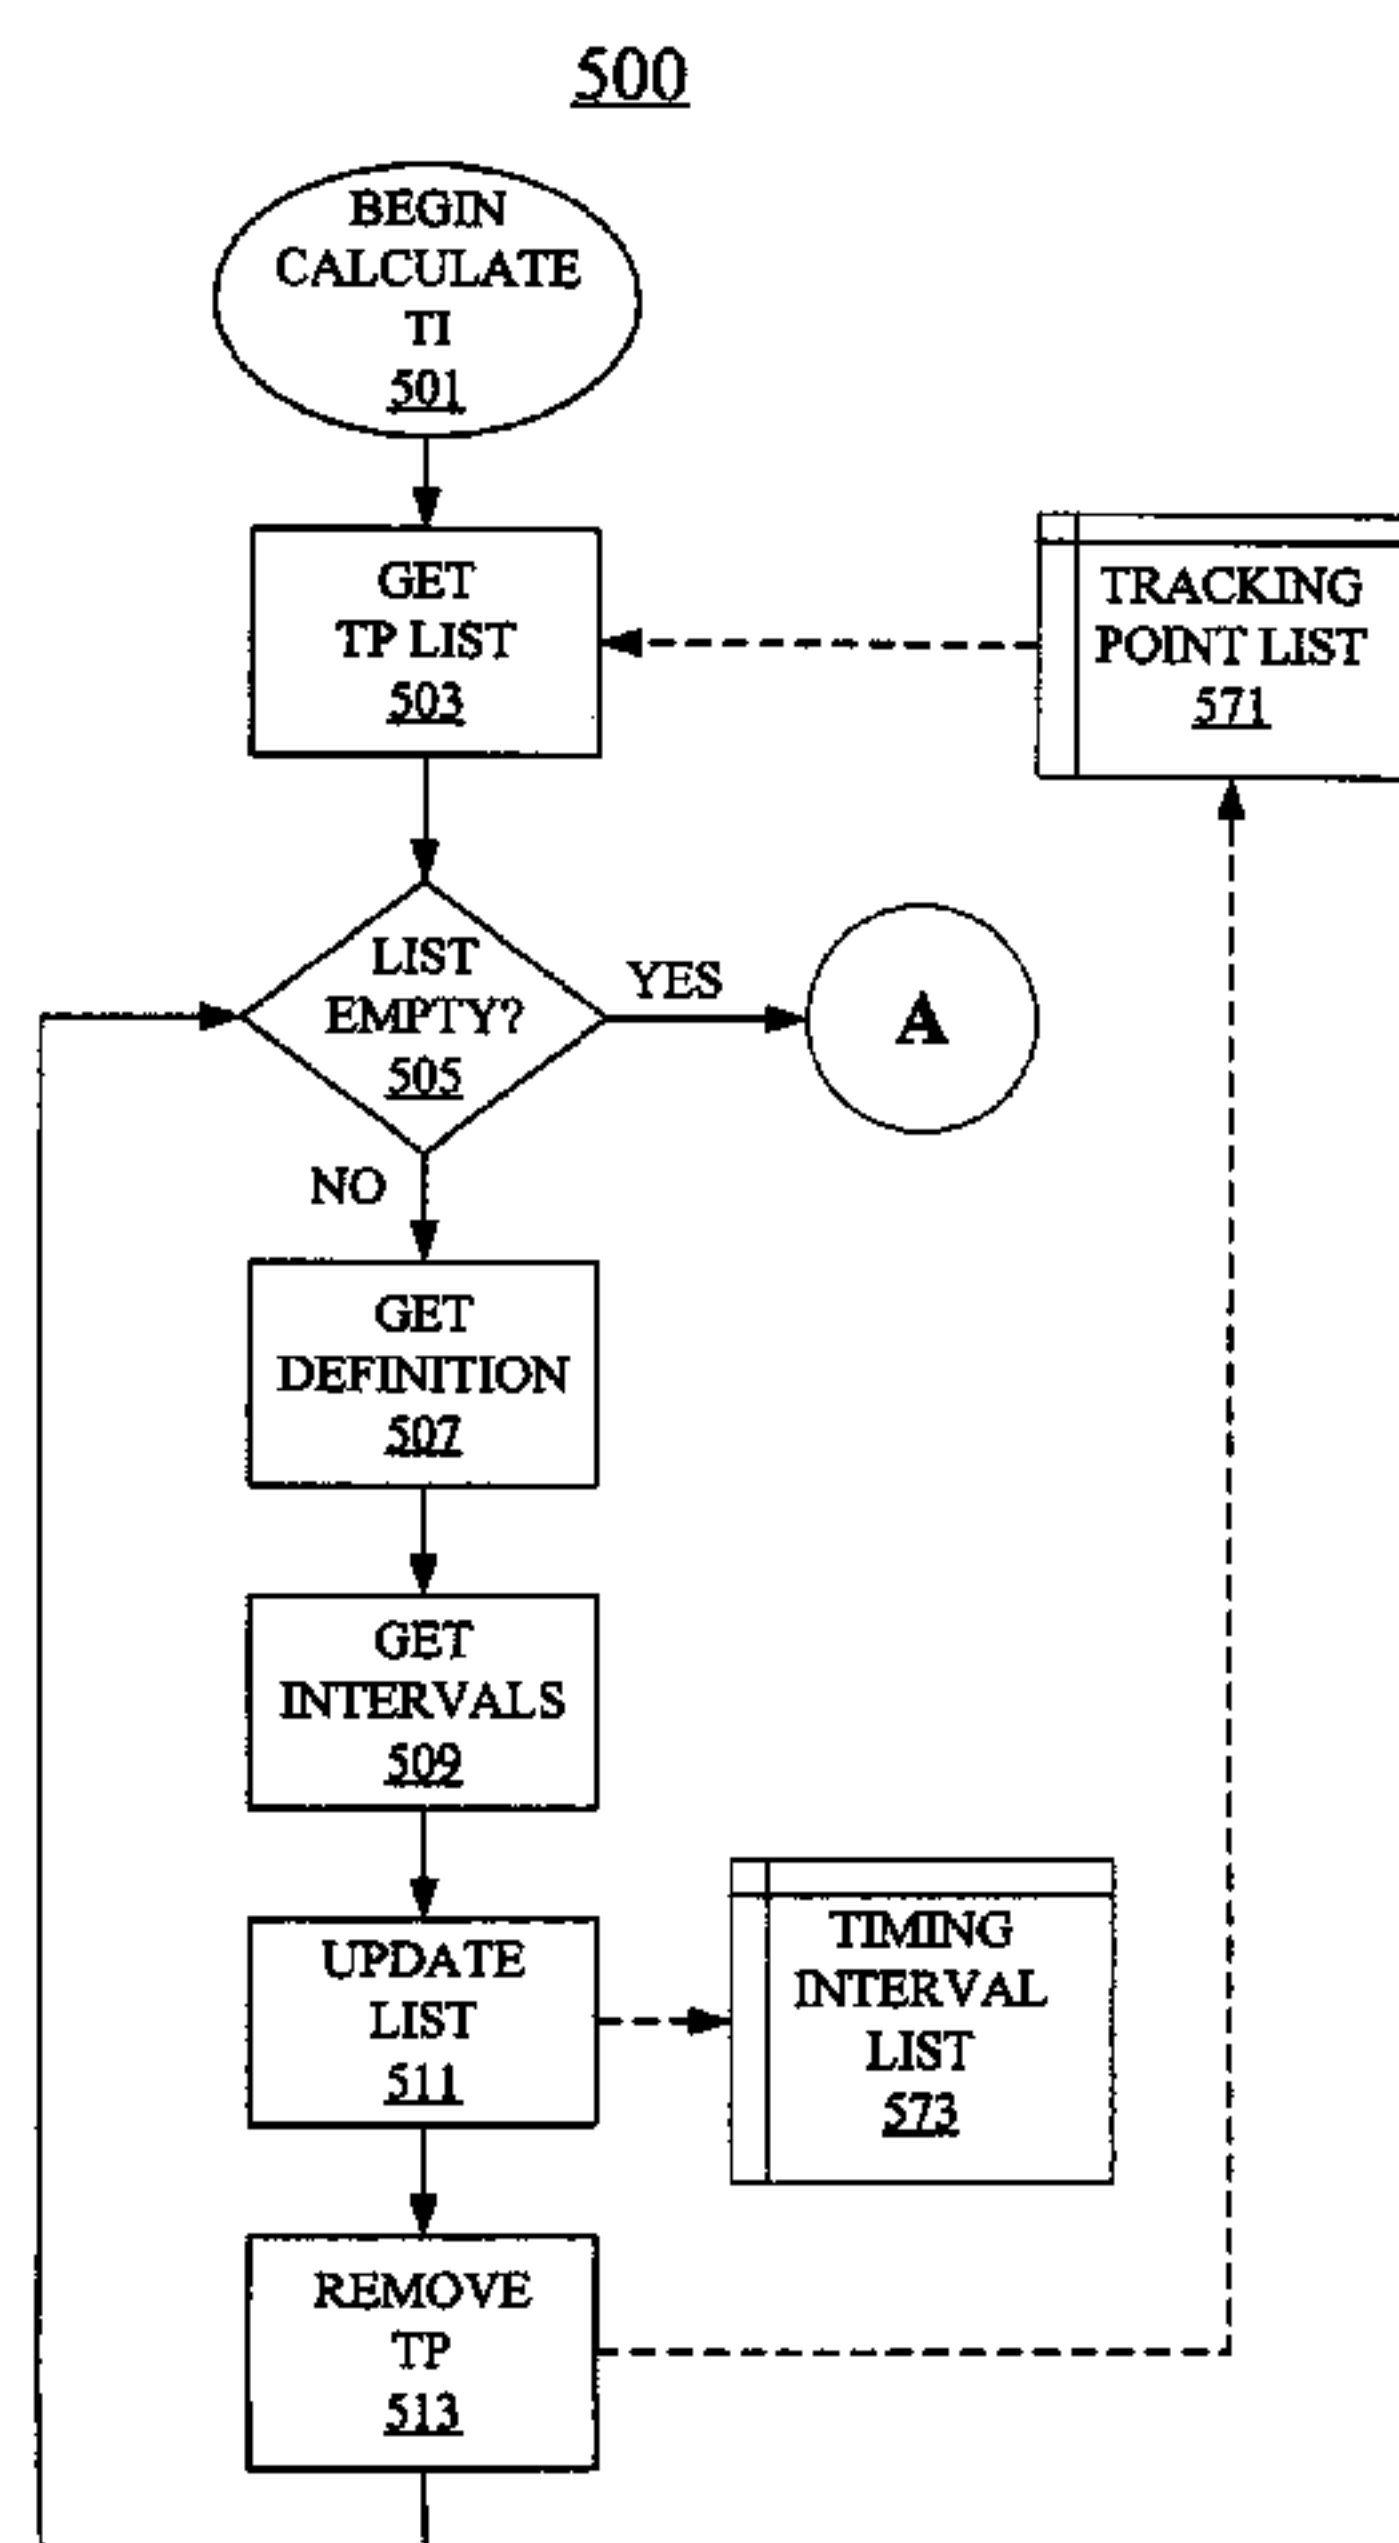 500
BEGIN
CALCULATE
TI
501
GET
TP LIST
503
TRACKING
POINT LIST
571
LIST
EMPTY?
505
YES
A
NO
GET
DEFINITION
507
GET
INTERVALS
509
UPDATE
LIST
511
TIMING
INTERVAL
LIST
573
REMOVE
TP
513